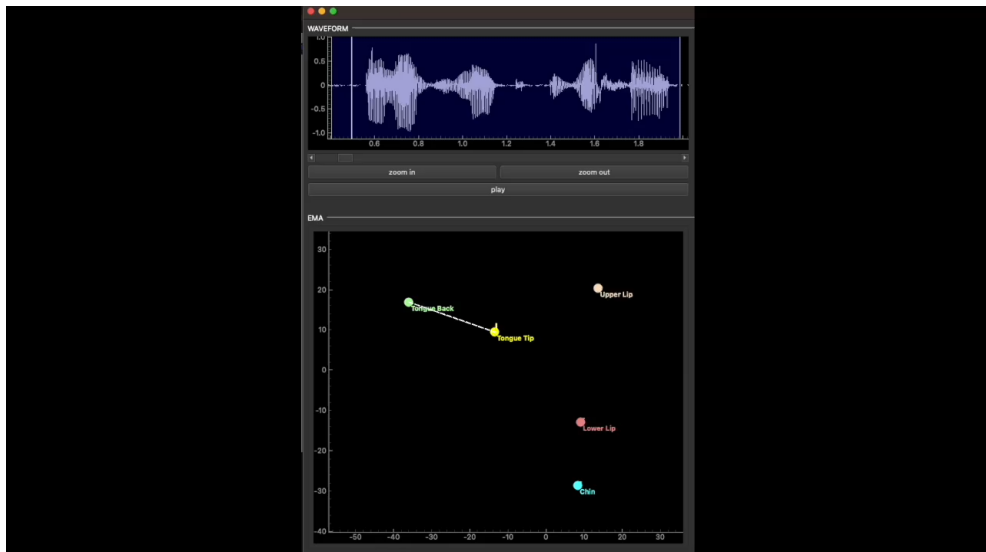 WAVEFORM
1.0
0.5
0
-0.5
-1.0
0.6 0.8 1.0 1.2 1.4 1.6 1.8
zoom in zoom out
play
EMA
30
20
10
0
-10
-20
-30
-40
Tongue Back
Tongue Tip
Upper Lip
Lower Lip
Chin
-50 -40 -30 -20 -10 0 10 20 30